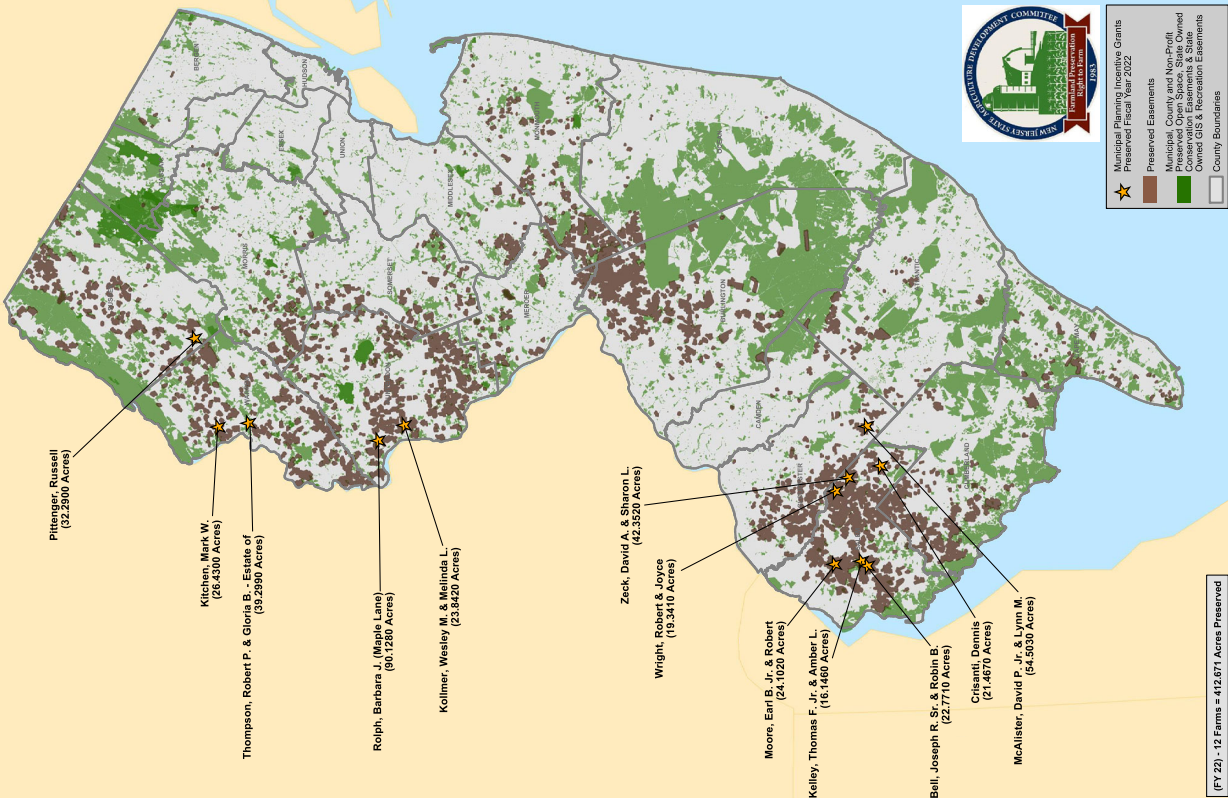 Pittenger, Russell
(32.2900 Acres)
Kitchen, Mark W.
(26.4300 Acres)
Thompson, Robert P. & Gloria B. - Estate of
(39.2990 Acres)
Rolph, Barbara J. (Maple Lane)
(90.1280 Acres)
Kollmer, Wesley M. & Melinda L.
(23.8420 Acres)
Zeck, David A. & Sharon L.
(42.3520 Acres)
Wright, Robert & Joyce
(19.3410 Acres)
Moore, Earl B. Jr. & Robert
(24.1020 Acres)
Kelley, Thomas F. Jr. & Amber L.
(16.1460 Acres)
Bell, Joseph R. Sr. & Robin B.
(22.7710 Acres)
Crisanti, Dennis
(21.4670 Acres)
McAlister, David P. Jr. & Lynn M.
(54.5030 Acres)
HUDSON
ESSEX
UNION
MIDDLESEX
MONMOUTH
MORRIS
SOMERSET
MERCER
OCEAN
BURLINGTON
CAMDEN
NEW JERSEY STATE AGRICULTURE DEVELOPMENT COMMITTEE
Farmland Preservation
Right to Farm
1983
Municipal Planning Incentive Grants
Preserved Fiscal Year 2022
Preserved Easements
Municipal, County and Non-Profit
Preserved Open Space, State Owned
Conservation Easements & State
Owned GIS & Recreation Easements
County Boundaries
(FY 22) - 12 Farms = 412.671 Acres Preserved